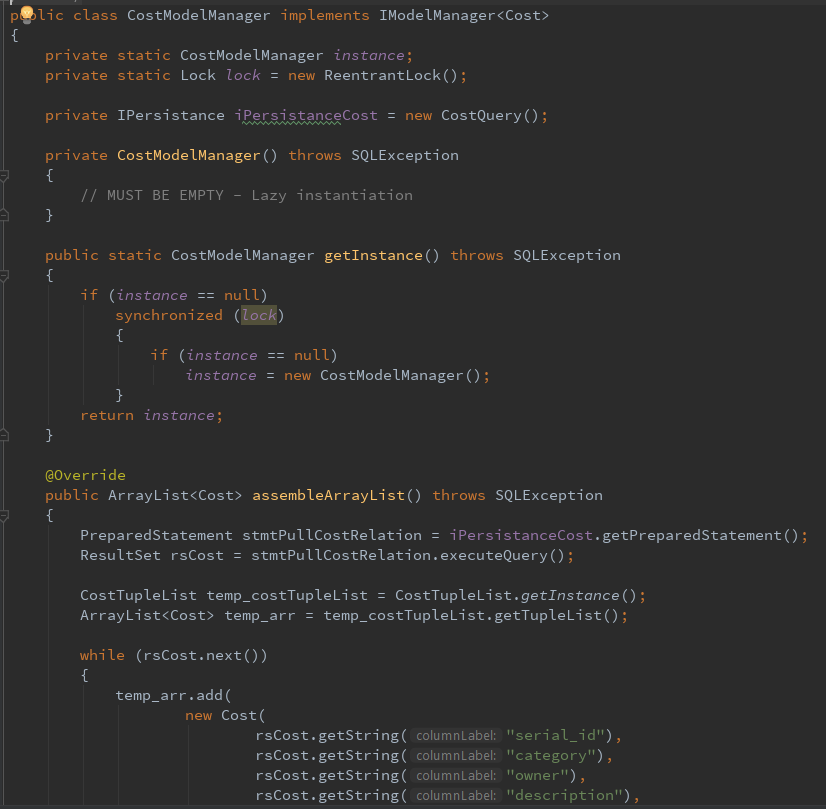 public class CostModelManager implements IModelManager<Cost>
{
    private static CostModelManager instance;
    private static Lock lock = new ReentrantLock();

    private IPersistance iPersistanceCost = new CostQuery();

    private CostModelManager() throws SQLException
    {
        // MUST BE EMPTY - Lazy instantiation
    }

    public static CostModelManager getInstance() throws SQLException
    {
        if (instance == null)
            synchronized (lock)
            {
                if (instance == null)
                    instance = new CostModelManager();
            }
        return instance;
    }

    @Override
    public ArrayList<Cost> assembleArrayList() throws SQLException
    {
        PreparedStatement stmtPullCostRelation = iPersistanceCost.getPreparedStatement();
        ResultSet rsCost = stmtPullCostRelation.executeQuery();

        CostTupleList temp_costTupleList = CostTupleList.getInstance();
        ArrayList<Cost> temp_arr = temp_costTupleList.getTupleList();

        while (rsCost.next())
        {
            temp_arr.add(
                    new Cost(
                            rsCost.getString( columnLabel: "serial_id"),
                            rsCost.getString( columnLabel: "category"),
                            rsCost.getString( columnLabel: "owner"),
                            rsCost.getString( columnLabel: "description"),